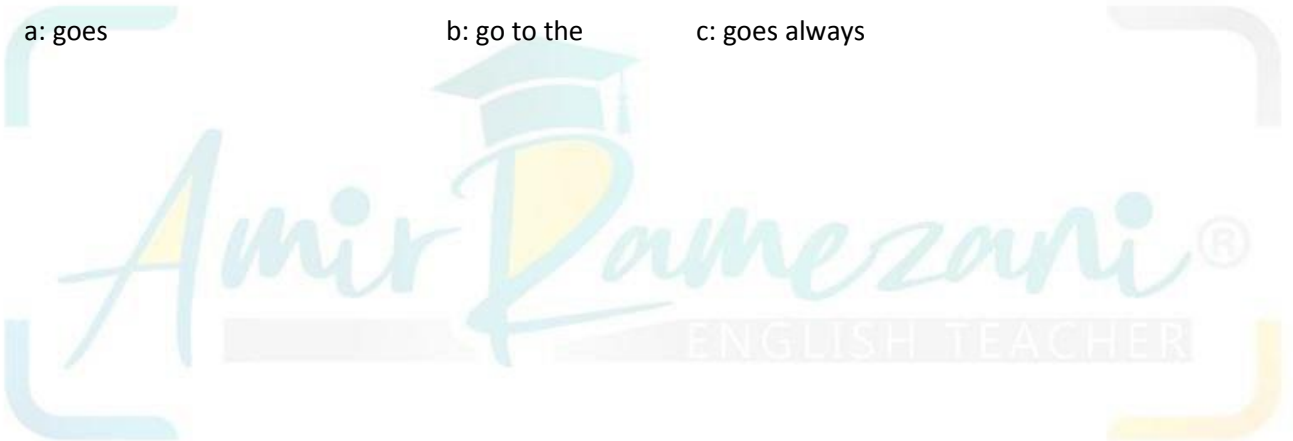 a: goes b: go to the c: goes always
Amir Ramezani ®
ENGLISH TEACHER